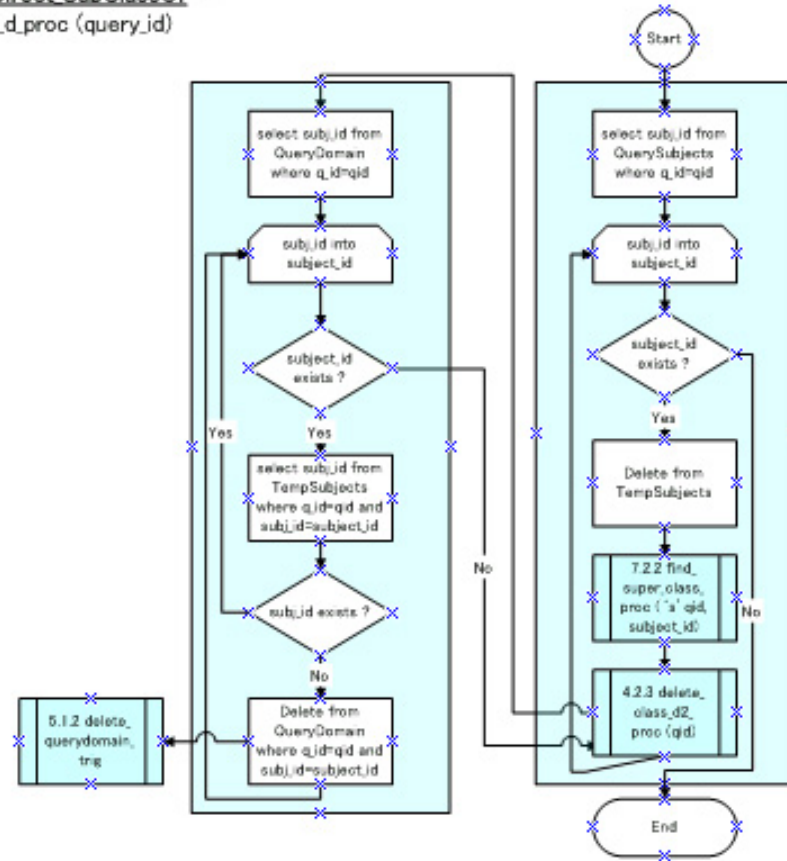 _d_proc (query_id)
Start
select subj_id from
QueryDomain
where q_id=qid
subj_id into
subject_id
subject_id
exists ?
Yes
Yes
select subj_id from
TempSubjects
where q_id=qid and
subj_id=subject_id
subj_id exists ?
No
Delete from
QueryDomain
where q_id=qid and
subj_id=subject_id
5.1.2 delete_
querydomain_
trig
No
select subj_id from
QuerySubjects
where q_id=qid
subj_id into
subject_id
subject_id
exists ?
Yes
Delete from
TempSubjects
7.2.2 find_
super_class_
proc ( 's' qid,
subject_id)
No
4.2.3 delete_
class_d2_
proc (qid)
End